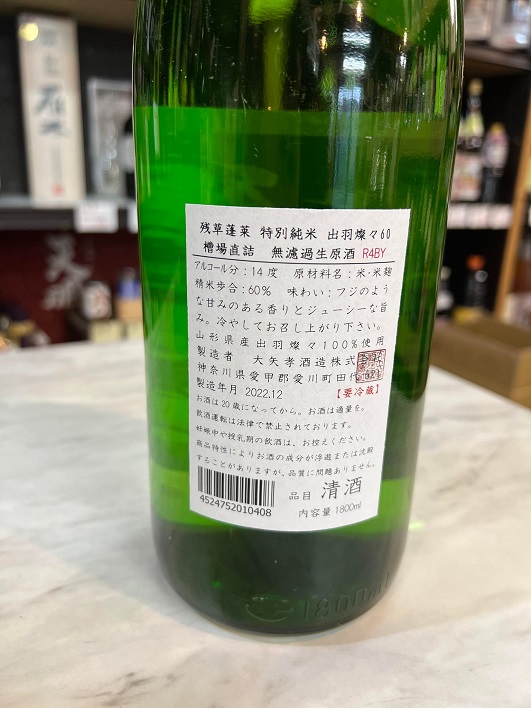 残草蓬莱 特別純米 出羽燦々60
槽場直詰 無濾過生原酒 R4BY
アルコール分:14度 原材料名:米・米麹
精米歩合:60% 味わい:フジのよう
な甘みのある香りとジューシーな旨
み。冷やしてお召し上がり下さい。
山形県産出羽燦々100%使用
製造者 大矢孝酒造株式
神奈川県愛甲郡愛川町田代
製造年月 2022.12 【要冷蔵】
お酒は20歳になってから。お酒は適量を。
飲酒運転は法律で禁止されております。
妊娠中や授乳期の飲酒は、お控えください。
商品特性によりお酒の成分が浮遊または沈殿
することがありますが、品質に問題ありません。
4524752010408
品目 清酒
内容量 1800ml
1800ml